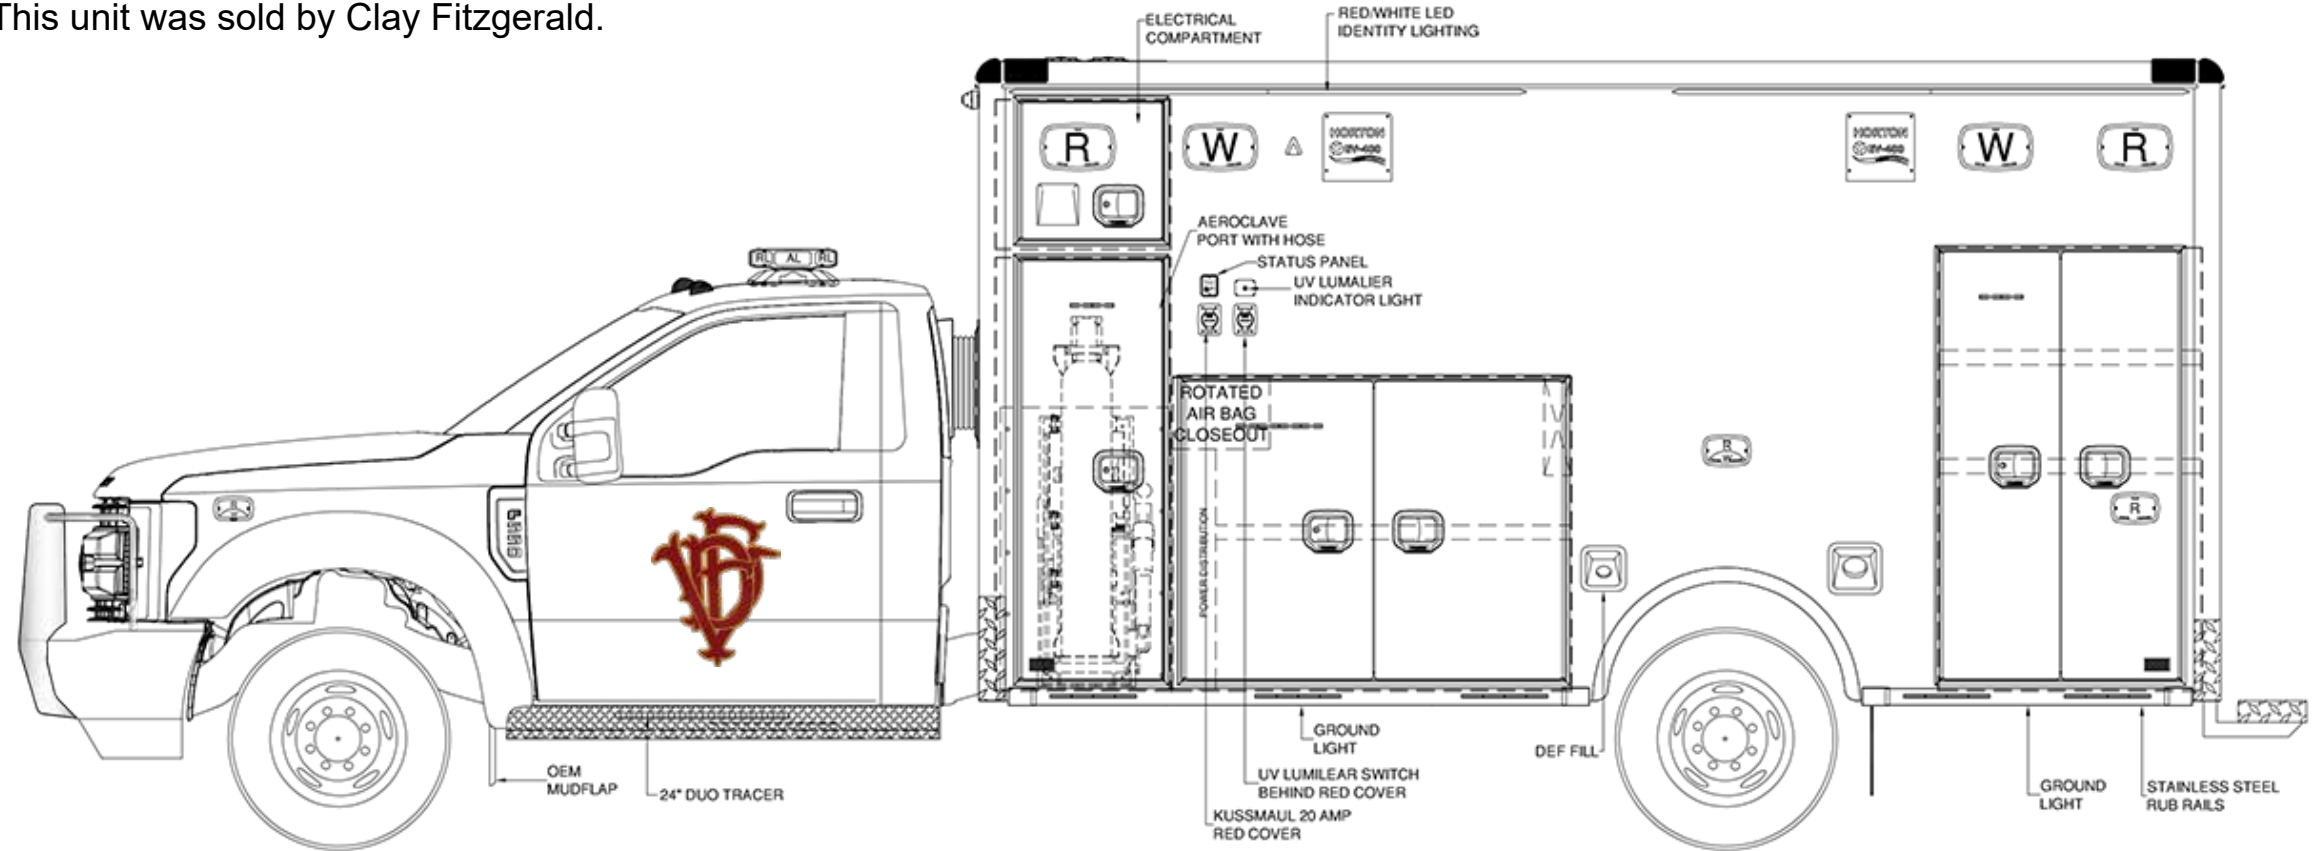 This unit was sold by Clay Fitzgerald.
ELECTRICAL
COMPARTMENT
RED/WHITE LED
IDENTITY LIGHTING
R
W
HORTON
HORTON
W
R
AEROCLAVE
PORT WITH HOSE
STATUS PANEL
UV LUMALIER
INDICATOR LIGHT
RL AL RL
ROTATED
AIR BAG
CLOSEOUT
R
W
R
POWER DISTRIBUTION
GROUND
LIGHT
DEF FILL
OEM
MUDFLAP
24" DUO TRACER
UV LUMILEAR SWITCH
BEHIND RED COVER
KUSSMAUL 20 AMP
RED COVER
GROUND
LIGHT
STAINLESS STEEL
RUB RAILS